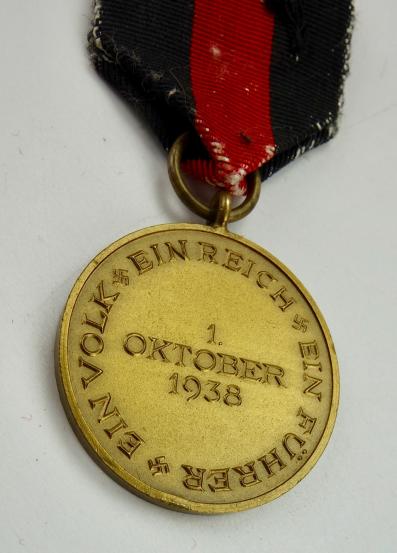 EIN VOLK EIN REICH EIN FÜHRER
1.
OKTOBER
1938